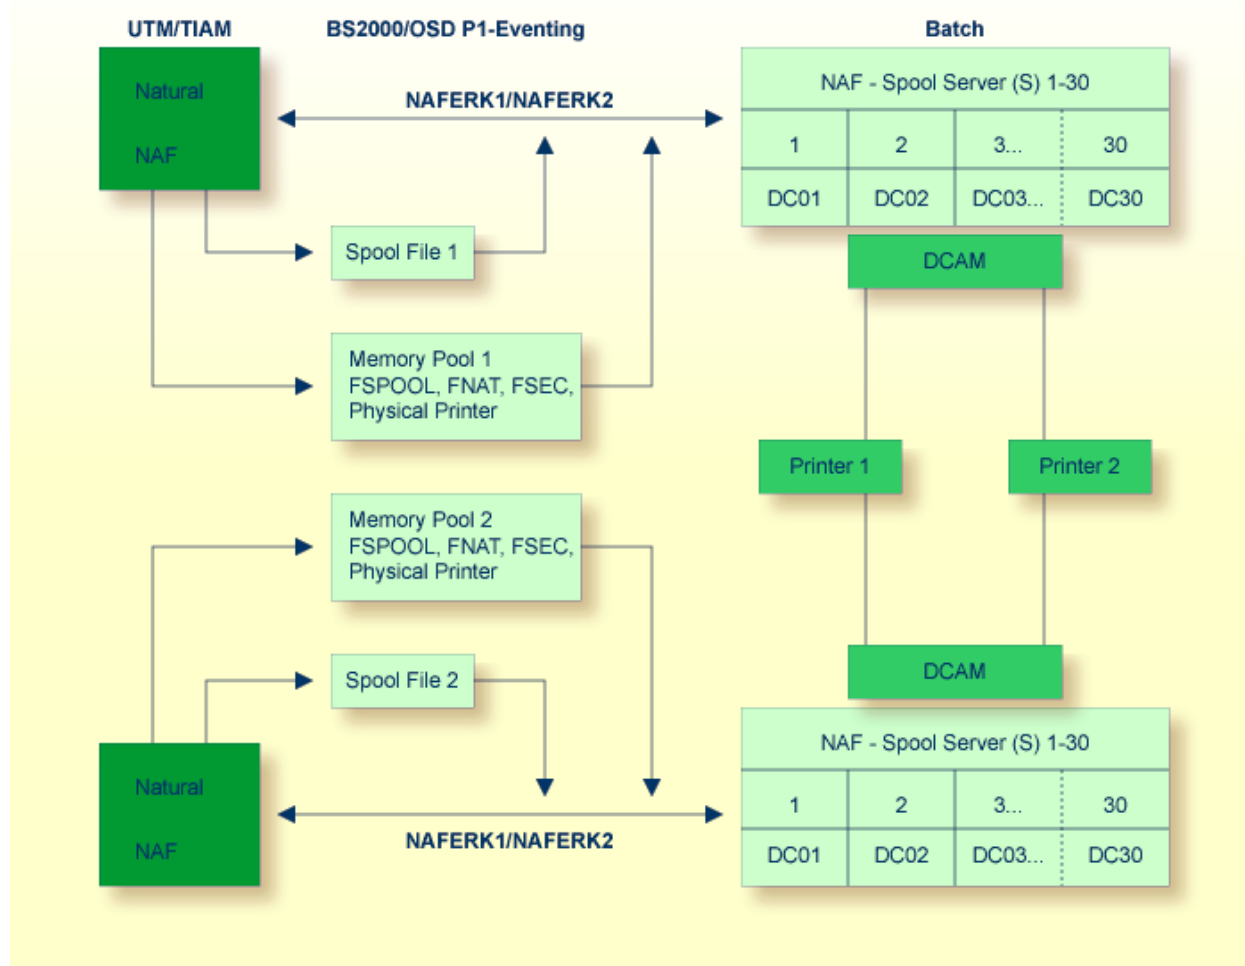 UTM/TIAM
BS2000/OSD P1-Eventing
Batch
Natural
NAF
NAFERK1/NAFERK2
NAF - Spool Server (S) 1-30
1
2
3...
30
DC01
DC02
DC03...
DC30
Spool File 1
DCAM
Memory Pool 1
FSPOOL, FNAT, FSEC,
Physical Printer
Printer 1
Printer 2
Memory Pool 2
FSPOOL, FNAT, FSEC,
Physical Printer
Spool File 2
DCAM
Natural
NAF
NAFERK1/NAFERK2
NAF - Spool Server (S) 1-30
1
2
3...
30
DC01
DC02
DC03...
DC30